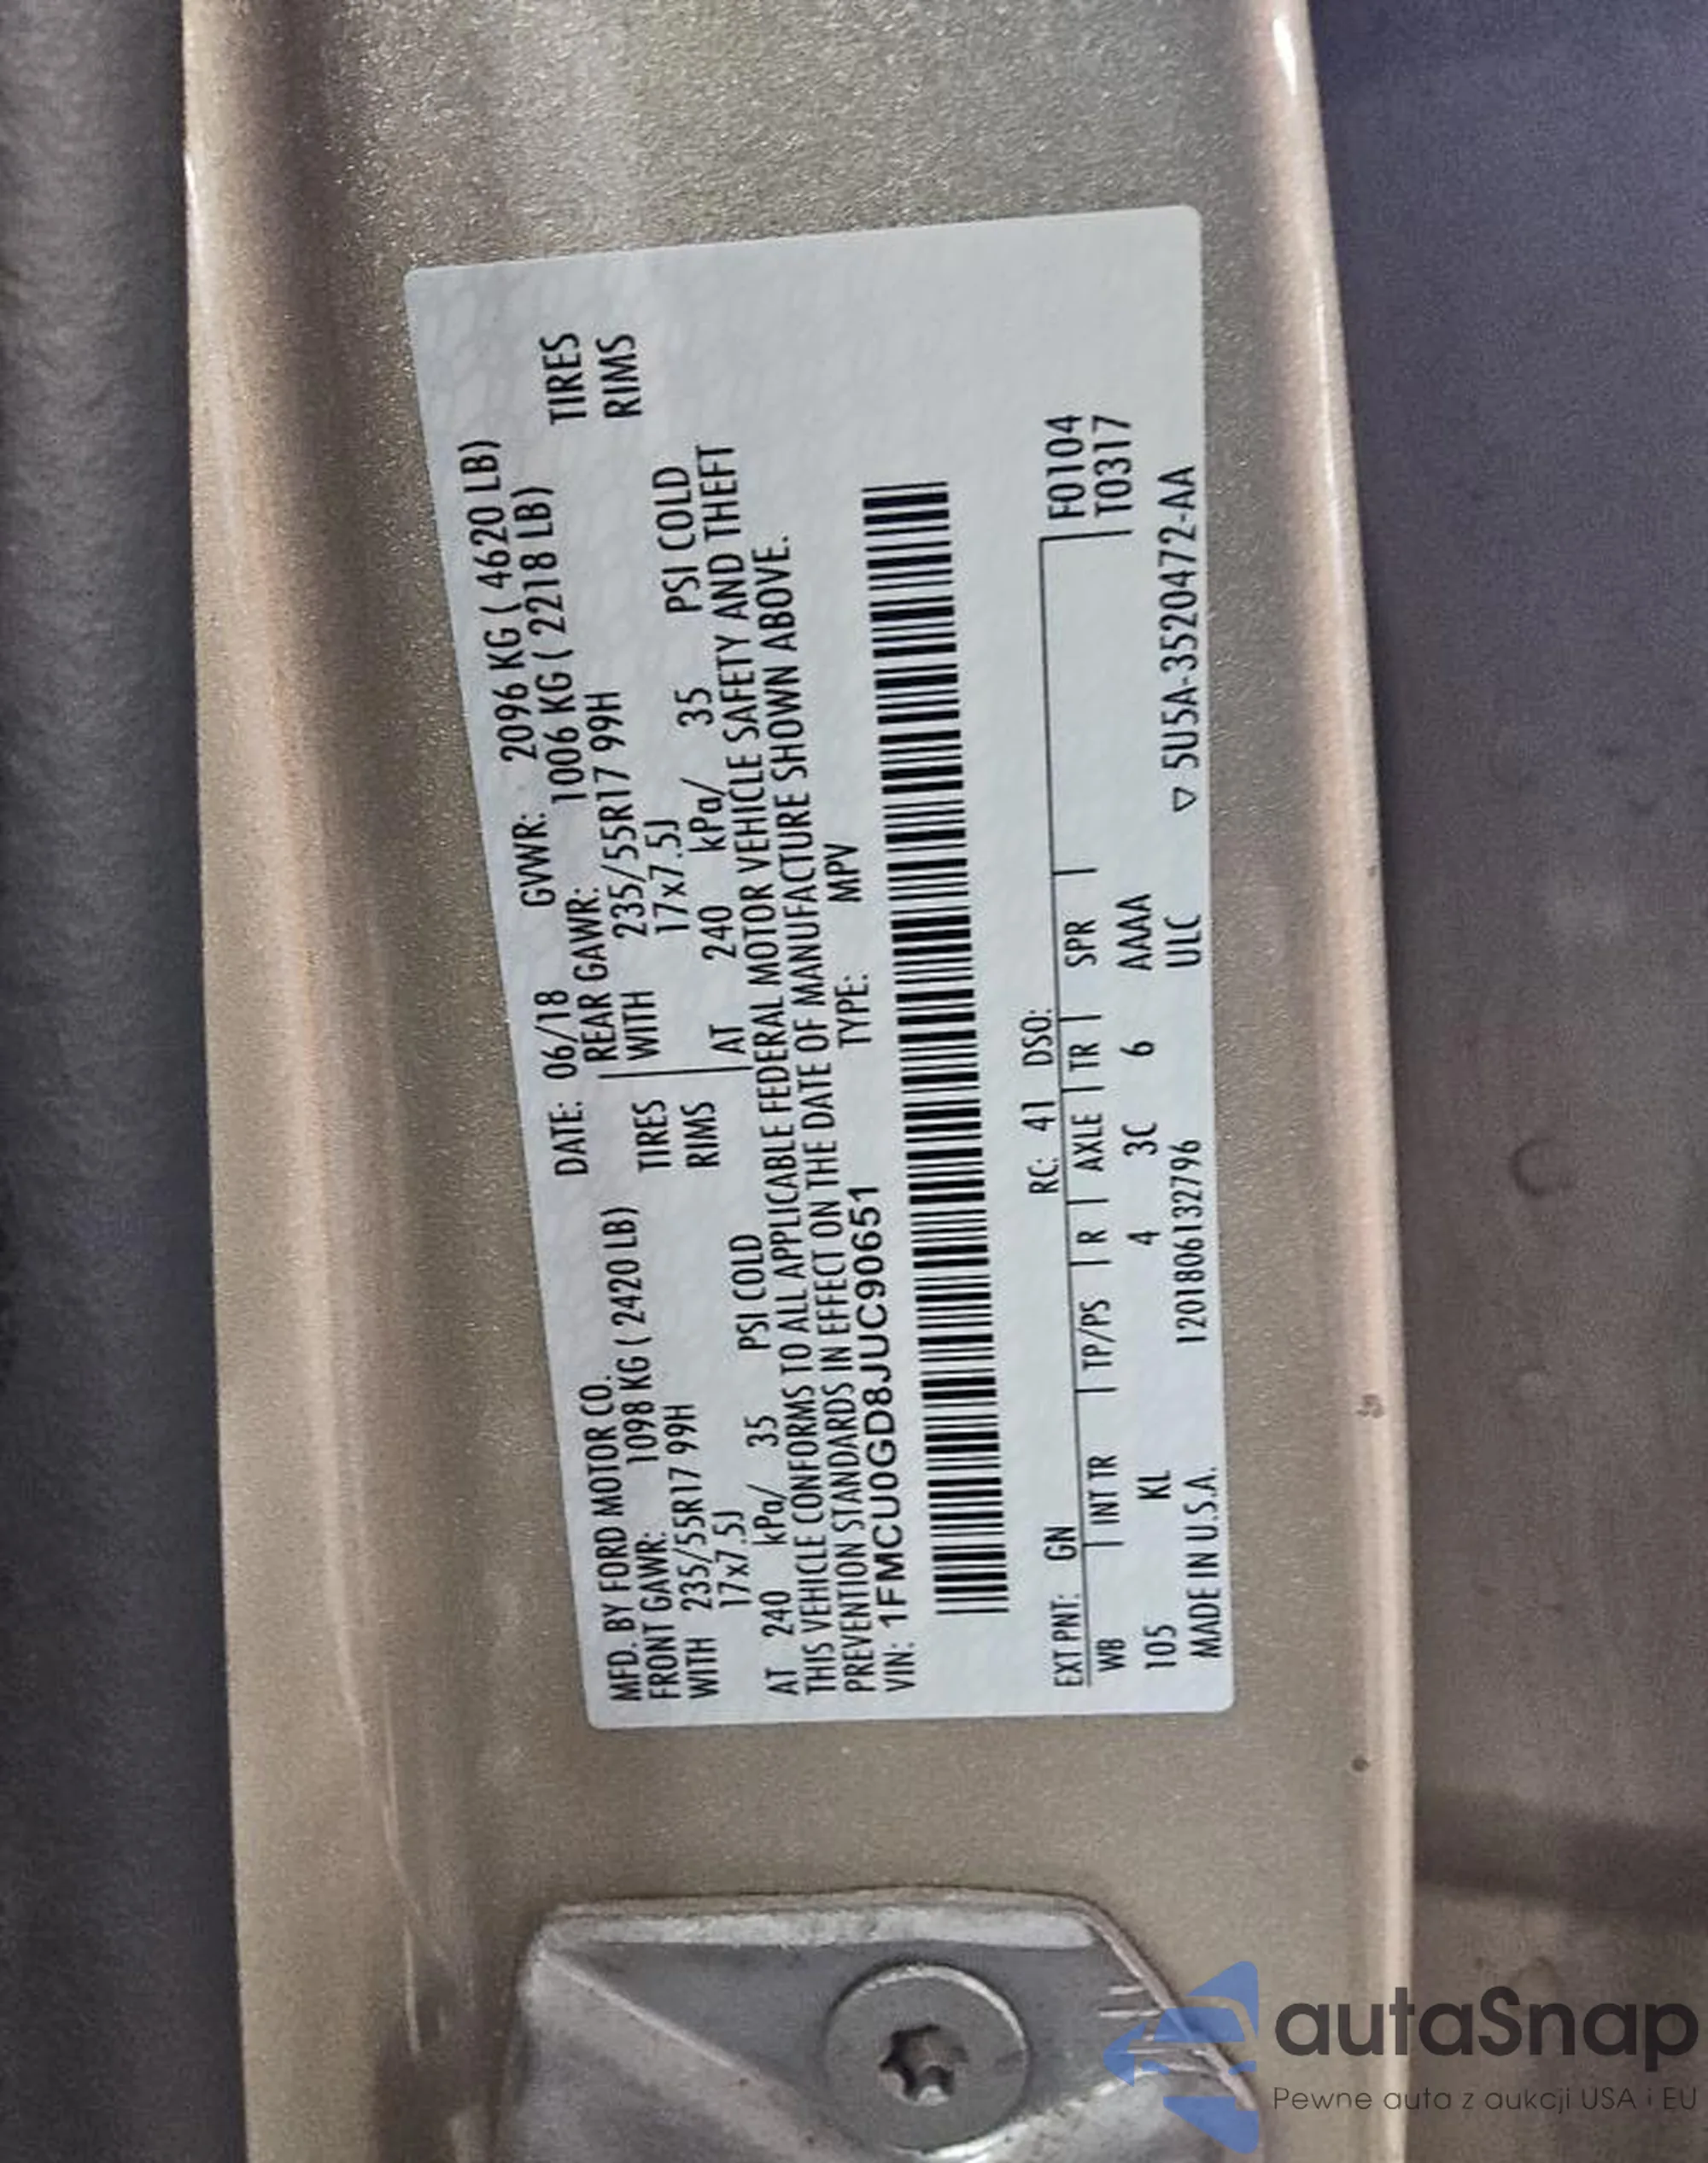 MFD. BY FORD MOTOR CO. DATE: 06/18 GVWR: 2096 KG ( 4620 LB)
FRONT GAWR: 1098 KG ( 2420 LB) REAR GAWR: 1006 KG ( 2218 LB)
WITH 235/55R17 99H TIRES WITH 235/55R17 99H TIRES
17x7.5J RIMS 17x7.5J RIMS
AT 240 kPa/ 35 PSI COLD AT 240 kPa/ 35 PSI COLD
THIS VEHICLE CONFORMS TO ALL APPLICABLE FEDERAL MOTOR VEHICLE SAFETY AND THEFT
PREVENTION STANDARDS IN EFFECT ON THE DATE OF MANUFACTURE SHOWN ABOVE.
VIN: 1FMCU0GD8JUC90651 TYPE: MPV
EXT PNT: GN RC: 41 DSO: F0104
WB INT TR TP/PS R AXLE TR SPR T0317
105 KL 4 3C 6 AAAA
MADE IN U.S.A. 120180613 2796 ULC ▽ 5U5A-3520472-AA
autaSnap
Pewne auta z aukcji USA i EU